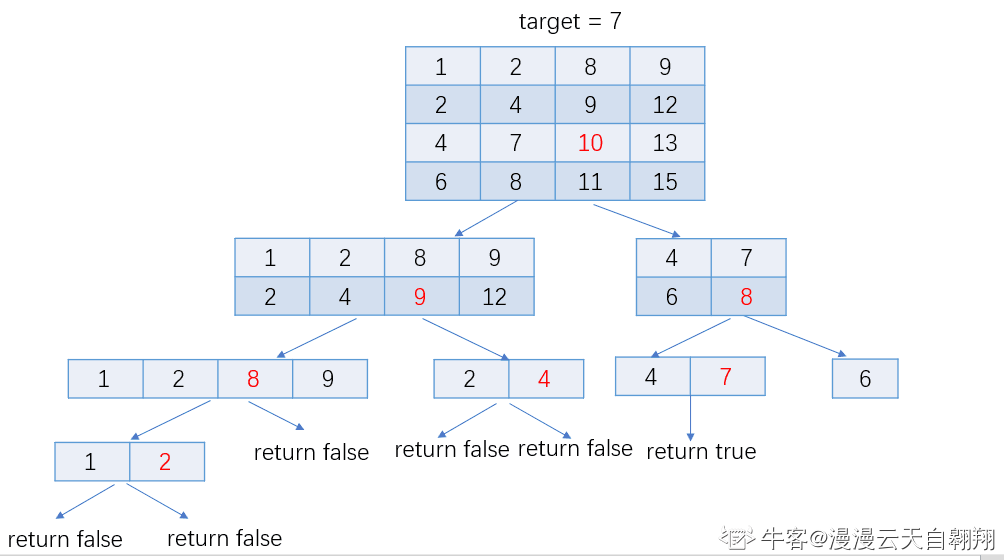 target = 7
1 2 8 9
2 4 9 12
4 7 10 13
6 8 11 15
1 2 8 9
2 4 9 12
4 7
6 8
1 2 8 9
2 4
4 7
6
return false
return false
return false
return true
1 2
return false
return false
牛客@漫漫云天自翱翔